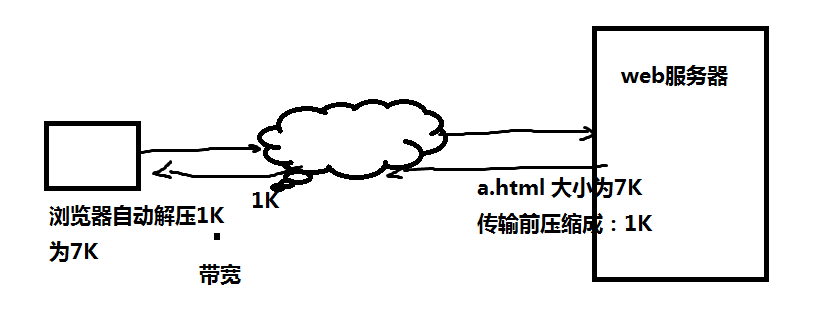 web服务器
a.html 大小为7K
传输前压缩成：1K
1K
浏览器自动解压1K
为7K
带宽